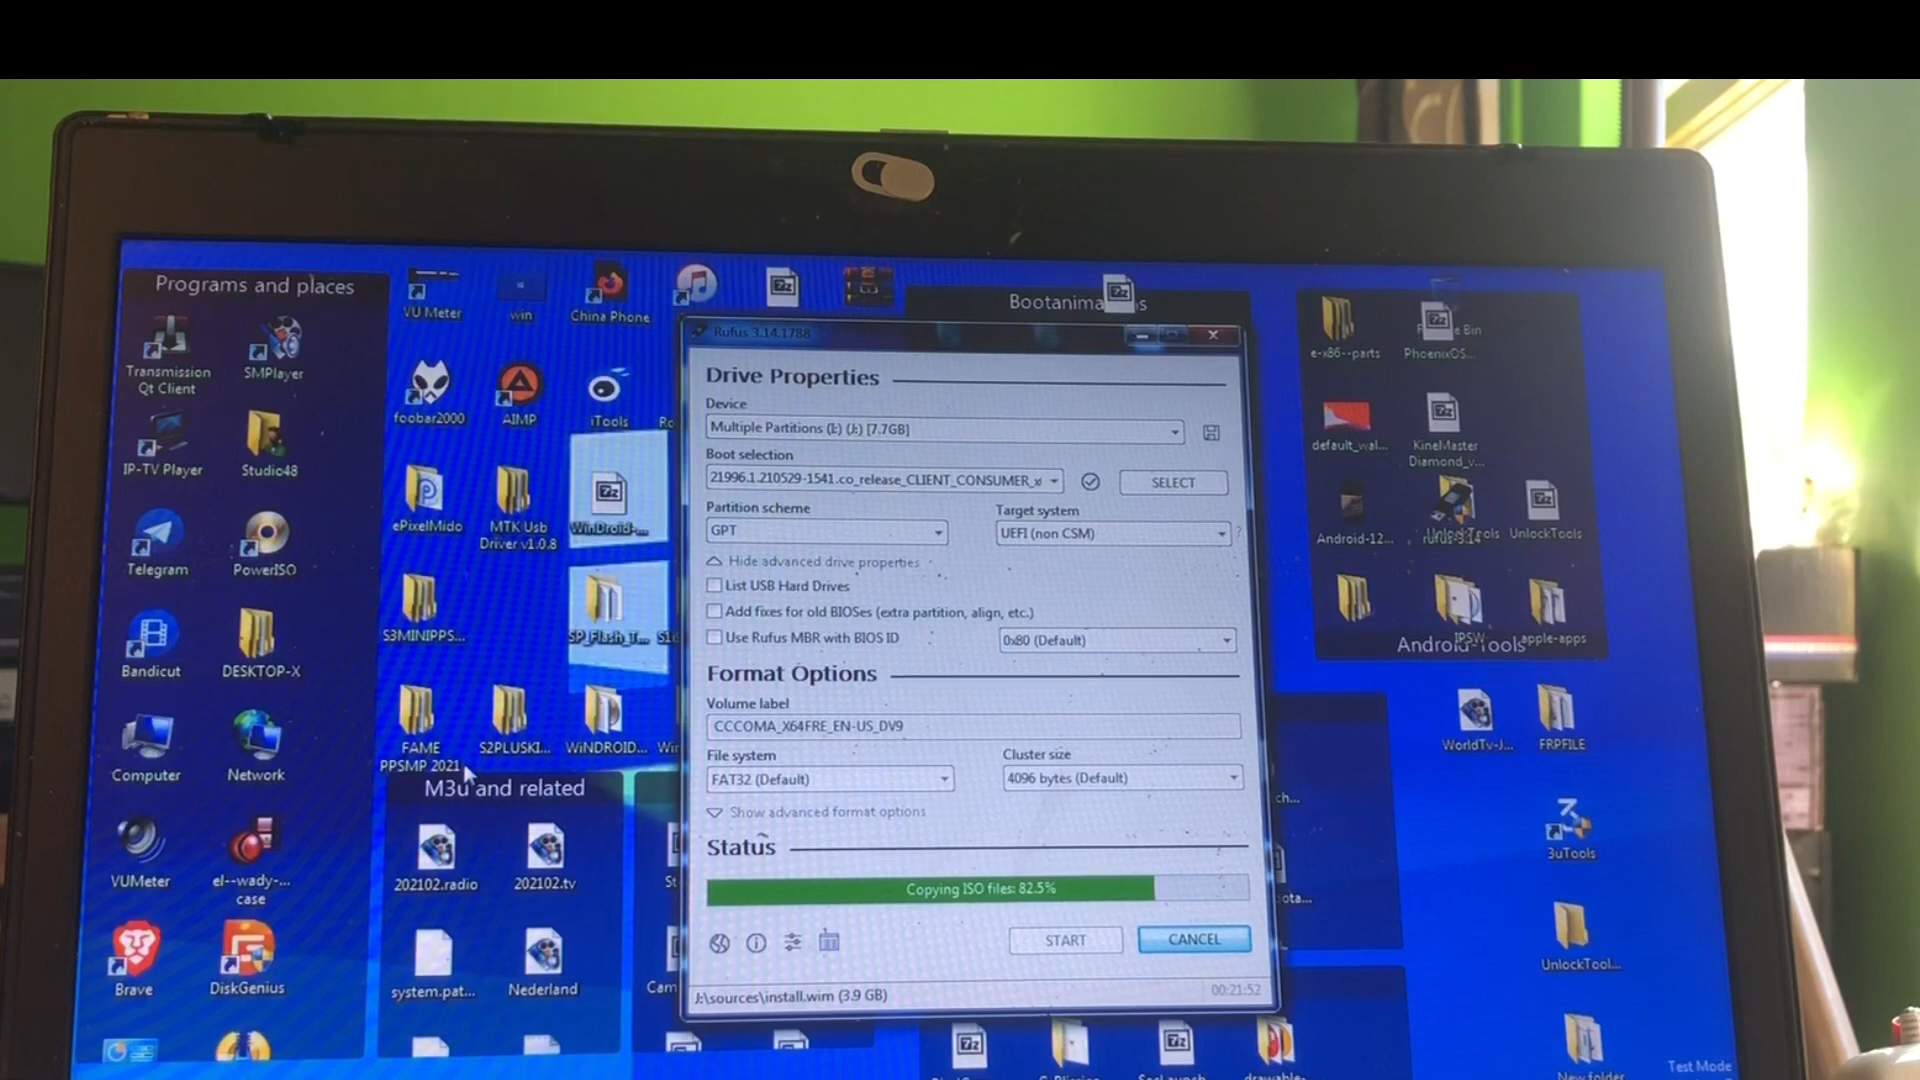 Programs and places
Transmission
Qt Client
SMPlayer
IP-TV Player
Studio48
Telegram
PowerISO
Bandicut
DESKTOP-X
Computer
Network
VUMeter
el--wady-...
case
Brave
DiskGenius
VU Meter
win
China Phone
foobar2000
AIMP
iTools
ePixelMido
MTK Usb
Driver v1.0.8
WinDroid-...
S3MINIPPS...
SP_Flash_T...
FAME
PPSMP 2021
S2PLUSKI...
WiNDROID...
M3u and related
202102.radio
202102.tv
system.pat...
Nederland
Cam
Rufus 3.14.1788
Drive Properties
Device
Multiple Partitions (I:) (J:) [7.7GB]
Boot selection
21996.1.210529-1541.co_release_CLIENT_CONSUMER_x
SELECT
Partition scheme
Target system
GPT
UEFI (non CSM)
?
Hide advanced drive properties
List USB Hard Drives
Add fixes for old BIOSes (extra partition, align, etc.)
Use Rufus MBR with BIOS ID
0x80 (Default)
Format Options
Volume label
CCCOMA_X64FRE_EN-US_DV9
File system
Cluster size
FAT32 (Default)
4096 bytes (Default)
Show advanced format options
Status
Copying ISO files: 82.5%
START
CANCEL
J:\sources\install.wim (3.9 GB)
00:21:52
e-x86--parts
PhoenixOS...
default_wal...
KineMaster
Diamond_v...
Android-12...
UnlockTools
IPSW
apple-apps
Android-Tools
WorldTv-J...
FRPFILE
3uTools
UnlockTool...
New folder
Test Mode